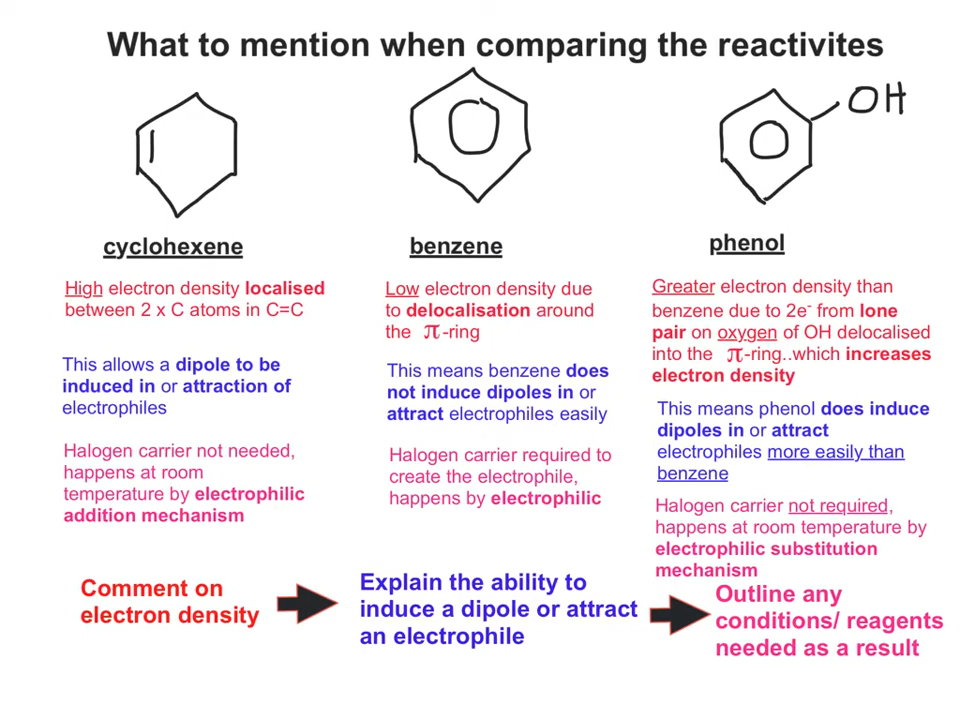 What to mention when comparing the reactivites
OH
cyclohexene
High electron density localised
between 2 x C atoms in C=C
This allows a dipole to be
induced in or attraction of
electrophiles
Halogen carrier not needed,
happens at room
temperature by electrophilic
addition mechanism
benzene
Low electron density due
to delocalisation around
the π -ring
This means benzene does
not induce dipoles in or
attract electrophiles easily
Halogen carrier required to
create the electrophile,
happens by electrophilic
phenol
Greater electron density than
benzene due to 2e⁻ from lone
pair on oxygen of OH delocalised
into the π -ring..which increases
electron density
This means phenol does induce
dipoles in or attract
electrophiles more easily than
benzene
Halogen carrier not required,
happens at room temperature by
electrophilic substitution
mechanism
Comment on
electron density
Explain the ability to
induce a dipole or attract
an electrophile
Outline any
conditions/ reagents
needed as a result